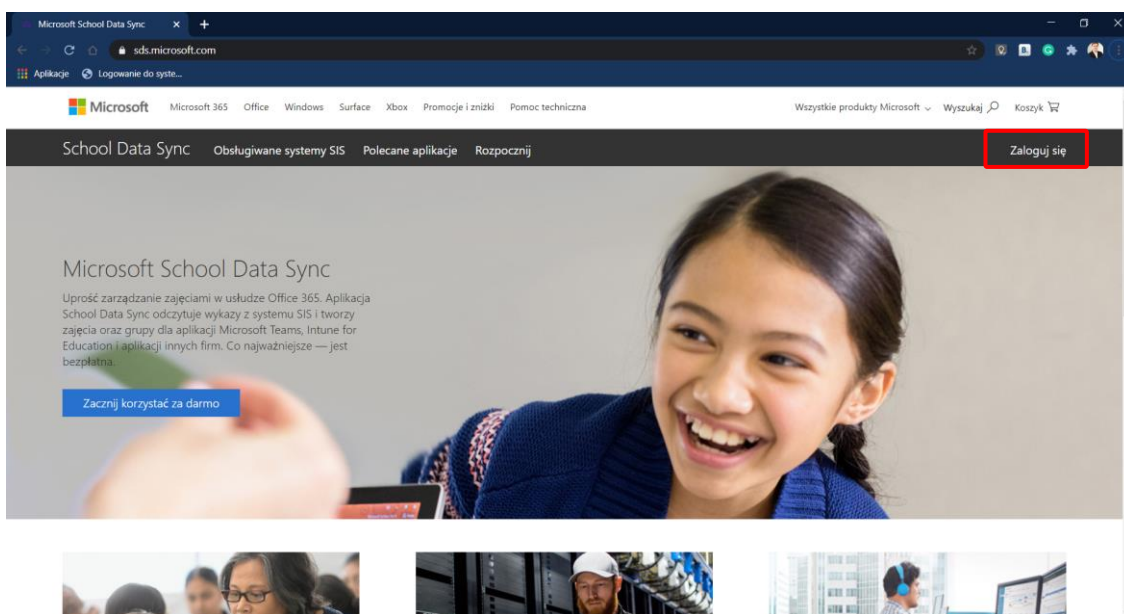 Microsoft School Data Sync
sds.microsoft.com
Aplikacje Logowanie do syste...
Microsoft Microsoft 365 Office Windows Surface Xbox Promocje i zniżki Pomoc techniczna Wszystkie produkty Microsoft Wyszukaj Koszyk
School Data Sync Obsługiwane systemy SIS Polecane aplikacje Rozpocznij Zaloguj się
Microsoft School Data Sync
Uprość zarządzanie zajęciami w usłudze Office 365. Aplikacja
School Data Sync odczytuje wykazy z systemu SIS i tworzy
zajęcia oraz grupy dla aplikacji Microsoft Teams, Intune for
Education i aplikacji innych firm. Co najważniejsze — jest
bezpłatna.
Zacznij korzystać za darmo